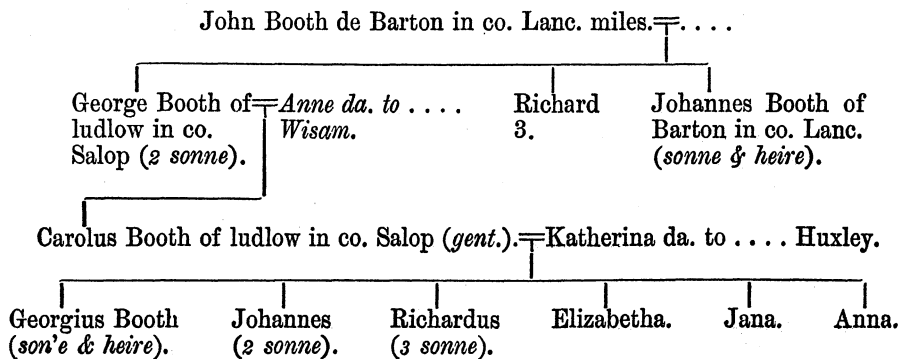 John Booth de Barton in co. Lanc. miles.=. . . .
George Booth of=Anne da. to . . . .
ludlow in co. Wisam.
Salop (2 sonne).
Richard
3.
Johannes Booth of
Barton in co. Lanc.
(sonne & heire).
Carolus Booth of ludlow in co. Salop (gent.).=Katherina da. to . . . . Huxley.
Georgius Booth
(son'e & heire).
Johannes
(2 sonne).
Richardus
(3 sonne).
Elizabetha.
Jana.
Anna.